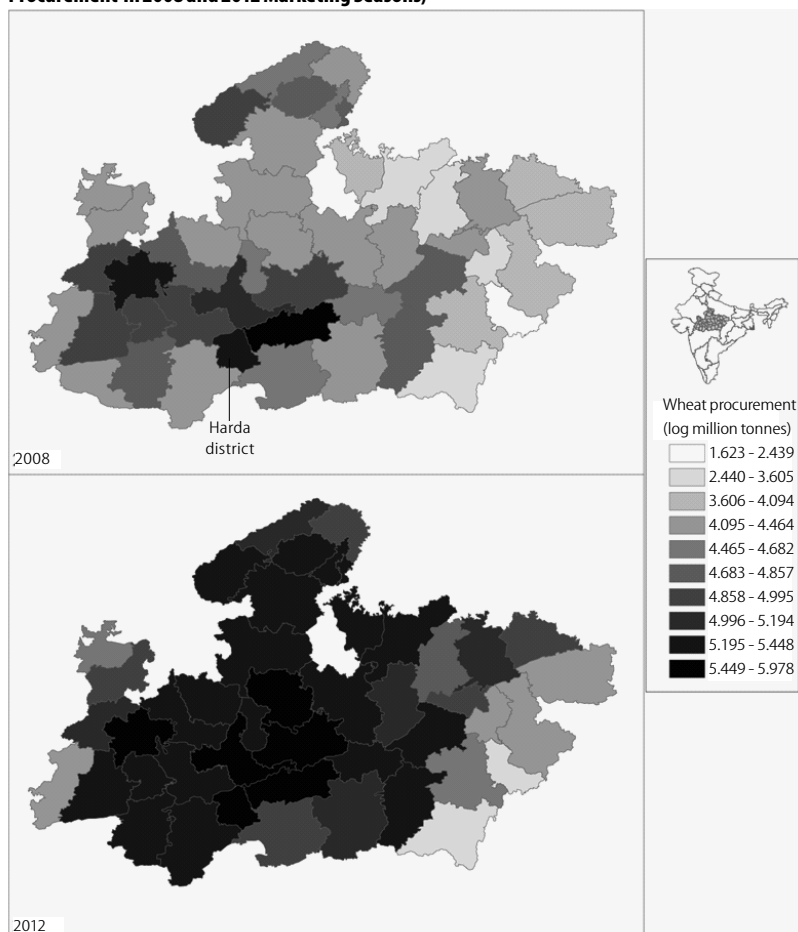 Procurement in 2008 and 2012 Marketing Seasons)
Harda
district
2008
Wheat procurement
(log million tonnes)
1.623 – 2.439
2.440 – 3.605
3.606 – 4.094
4.095 – 4.464
4.465 – 4.682
4.683 – 4.857
4.858 – 4.995
4.996 – 5.194
5.195 – 5.448
5.449 – 5.978
2012